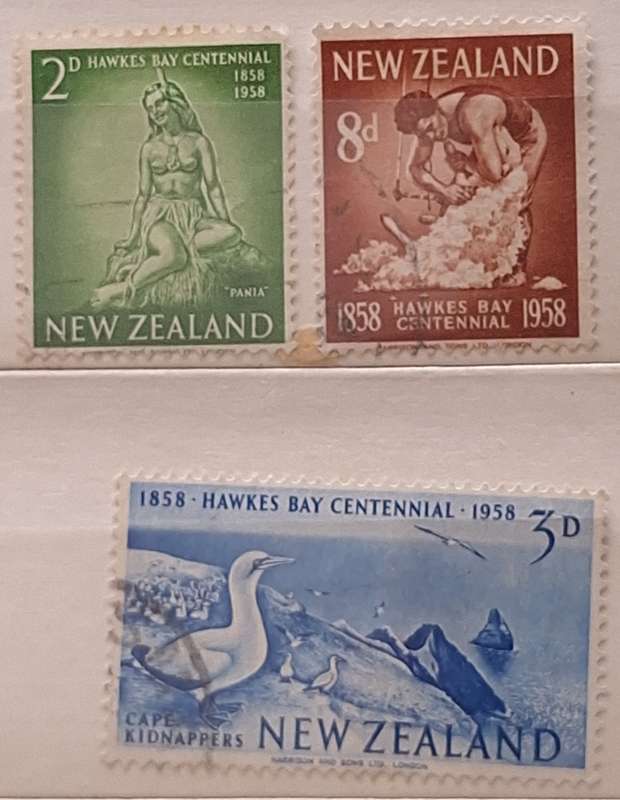 2D HAWKES BAY CENTENNIAL
1858
1958
"PANIA"
NEW ZEALAND
NEW ZEALAND
8d
1858 HAWKES BAY CENTENNIAL 1958
1858 · HAWKES BAY CENTENNIAL · 1958
3D
CAPE
KIDNAPPERS
NEW ZEALAND
HARRISON AND SONS LTD. LONDON